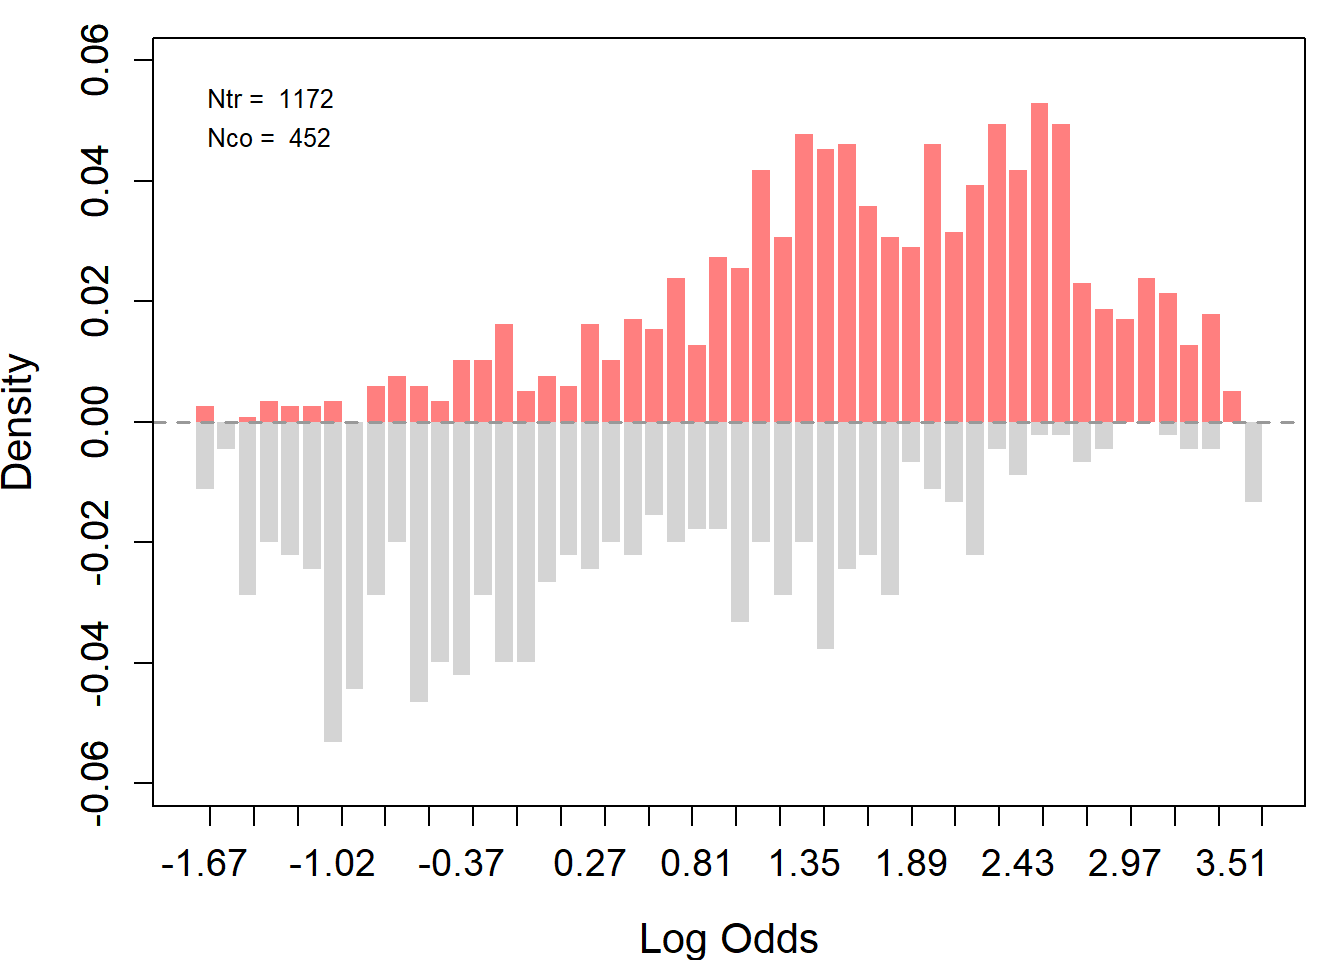 Ntr =  1172
Nco =  452
0.06
0.04
0.02
0.00
-0.02
-0.04
-0.06
Density
-1.67 -1.02 -0.37 0.27 0.81 1.35 1.89 2.43 2.97 3.51
Log Odds